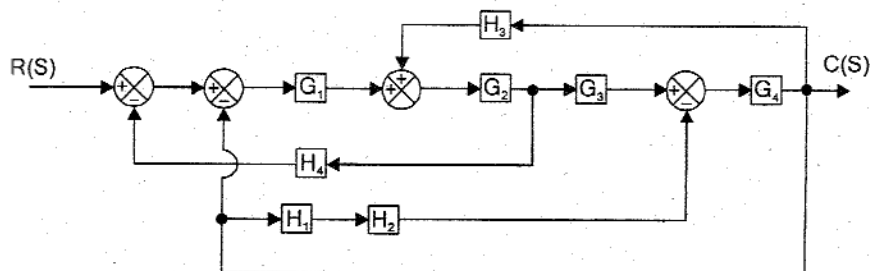 H₃
R(S)
C(S)
+
−
+
−
G₁
+
+
G₂
G₃
+
−
G₄
H₄
H₁
H₂